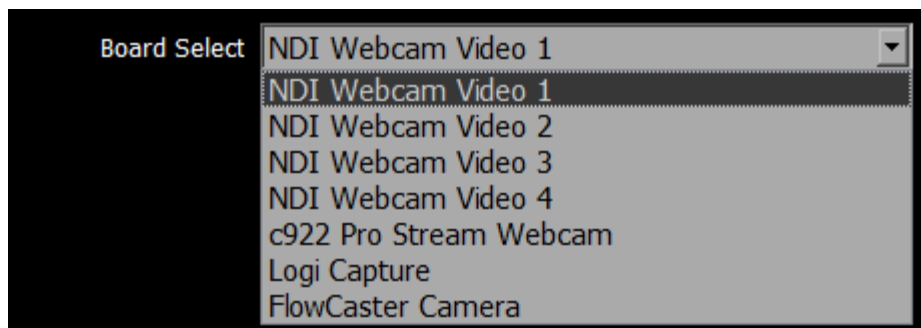 Board Select NDI Webcam Video 1
NDI Webcam Video 1
NDI Webcam Video 2
NDI Webcam Video 3
NDI Webcam Video 4
c922 Pro Stream Webcam
Logi Capture
FlowCaster Camera